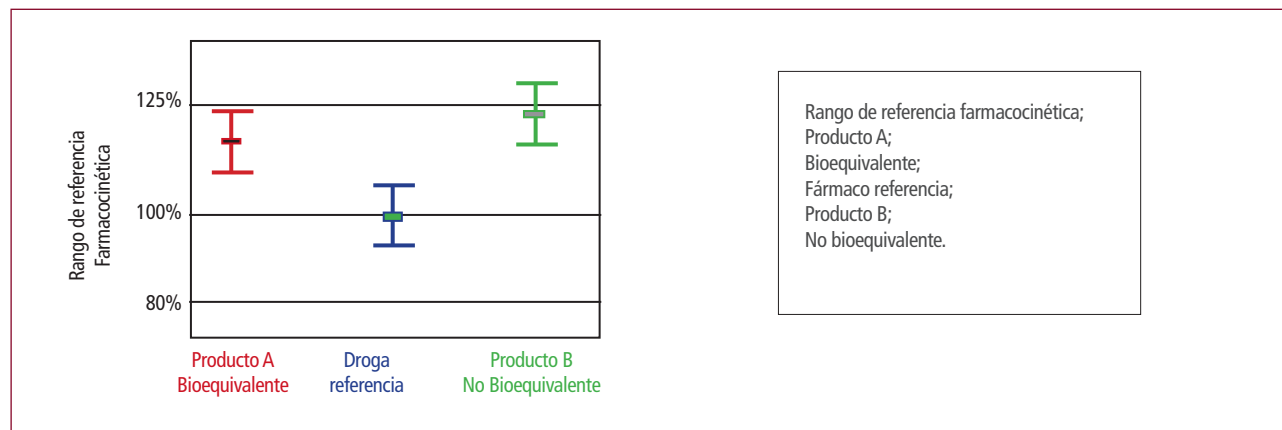 Rango de referencia
Farmacocinética
125%
100%
80%
Producto A
Bioequivalente
Droga
referencia
Producto B
No Bioequivalente
Rango de referencia farmacocinética;
Producto A;
Bioequivalente;
Fármaco referencia;
Producto B;
No bioequivalente.